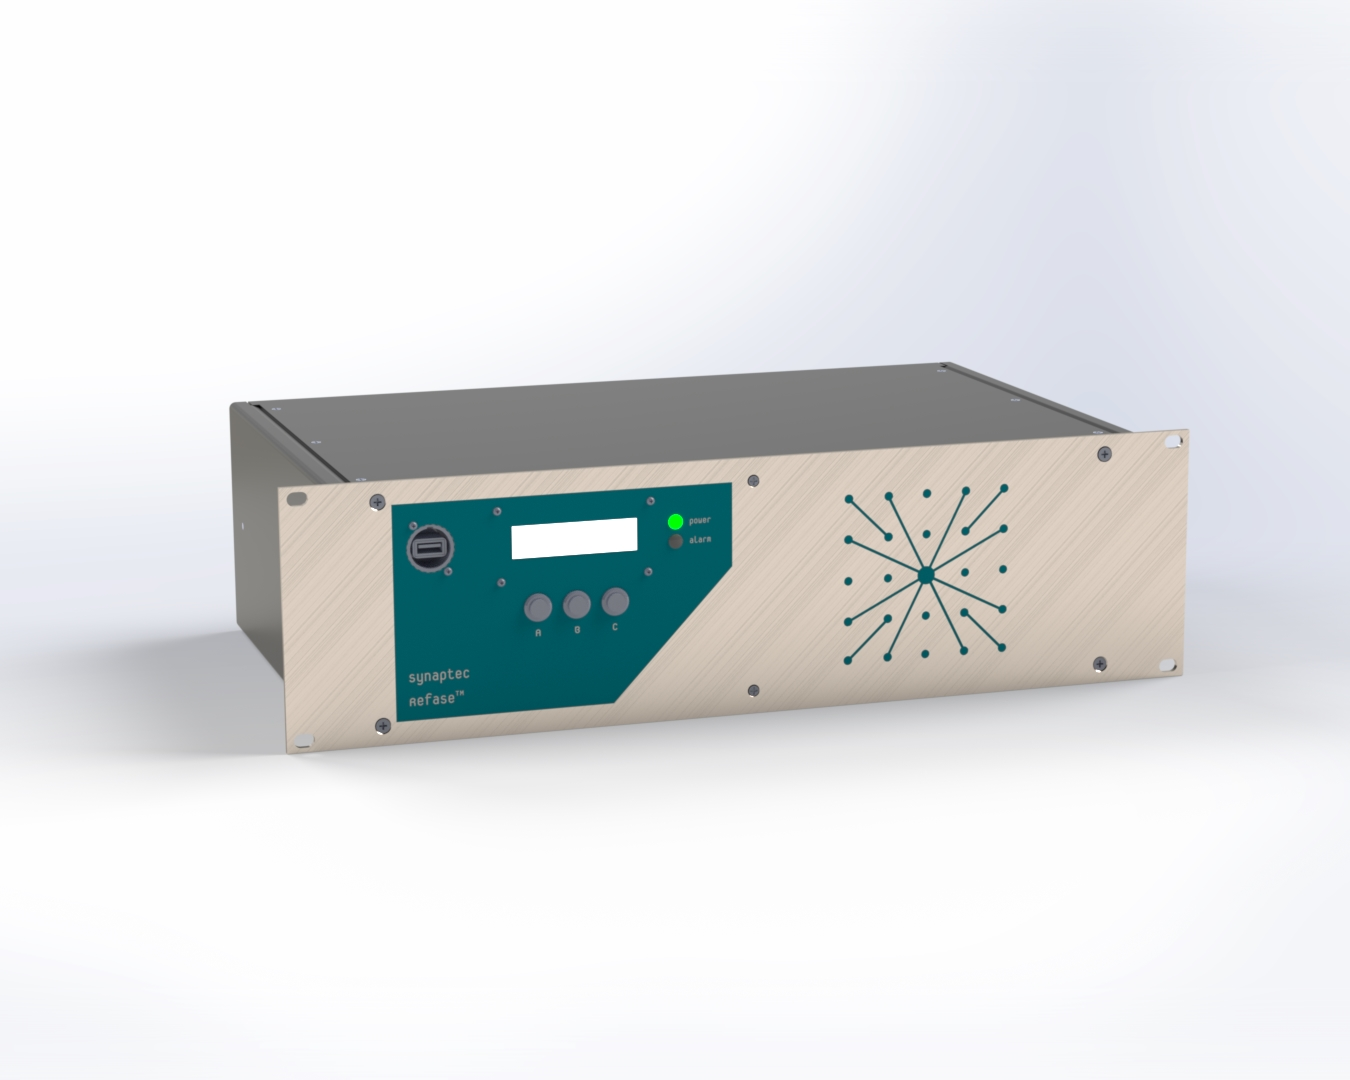 power
alarm
A B C
synaptec
Refase™